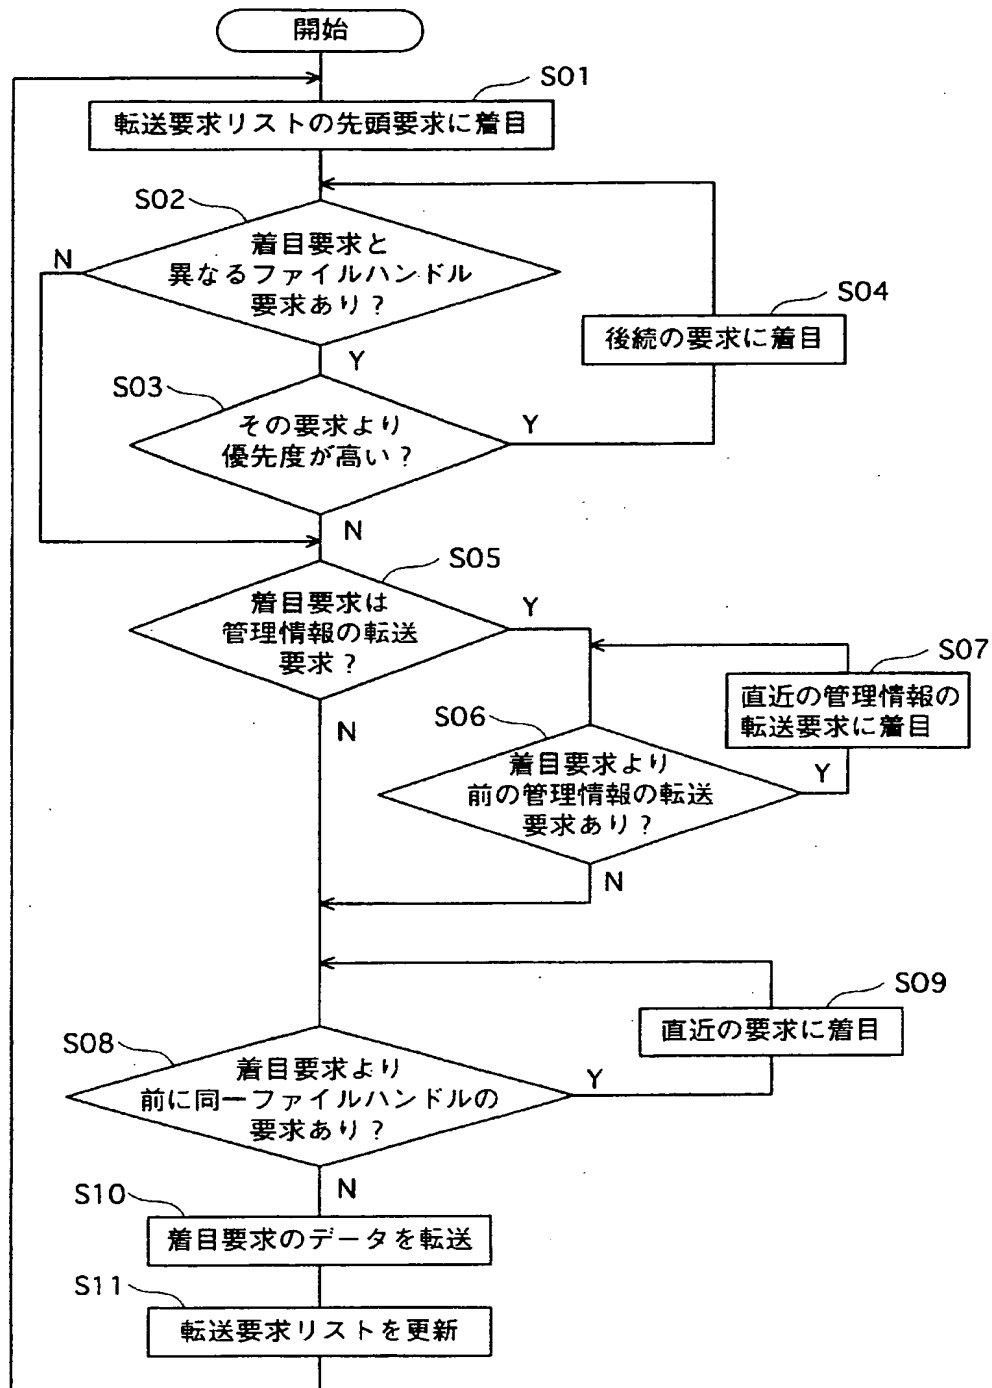 開始
S01
転送要求リストの先頭要求に着目
S02
着目要求と
異なるファイルハンドル
要求あり？
N
Y
S04
後続の要求に着目
S03
その要求より
優先度が高い？
Y
N
S05
着目要求は
管理情報の転送
要求？
Y
N
S07
直近の管理情報の
転送要求に着目
S06
着目要求より
前の管理情報の転送
要求あり？
Y
N
S09
直近の要求に着目
S08
着目要求より
前に同一ファイルハンドルの
要求あり？
Y
N
S10
着目要求のデータを転送
S11
転送要求リストを更新